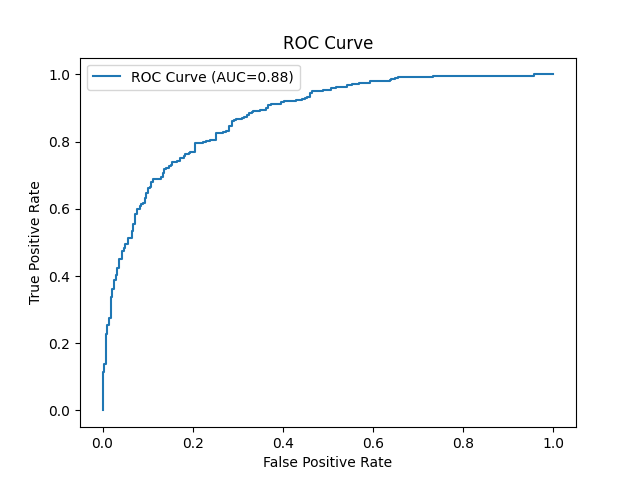 ROC Curve
ROC Curve (AUC=0.88)
1.0
0.8
0.6
0.4
0.2
0.0
True Positive Rate
0.0 0.2 0.4 0.6 0.8 1.0
False Positive Rate